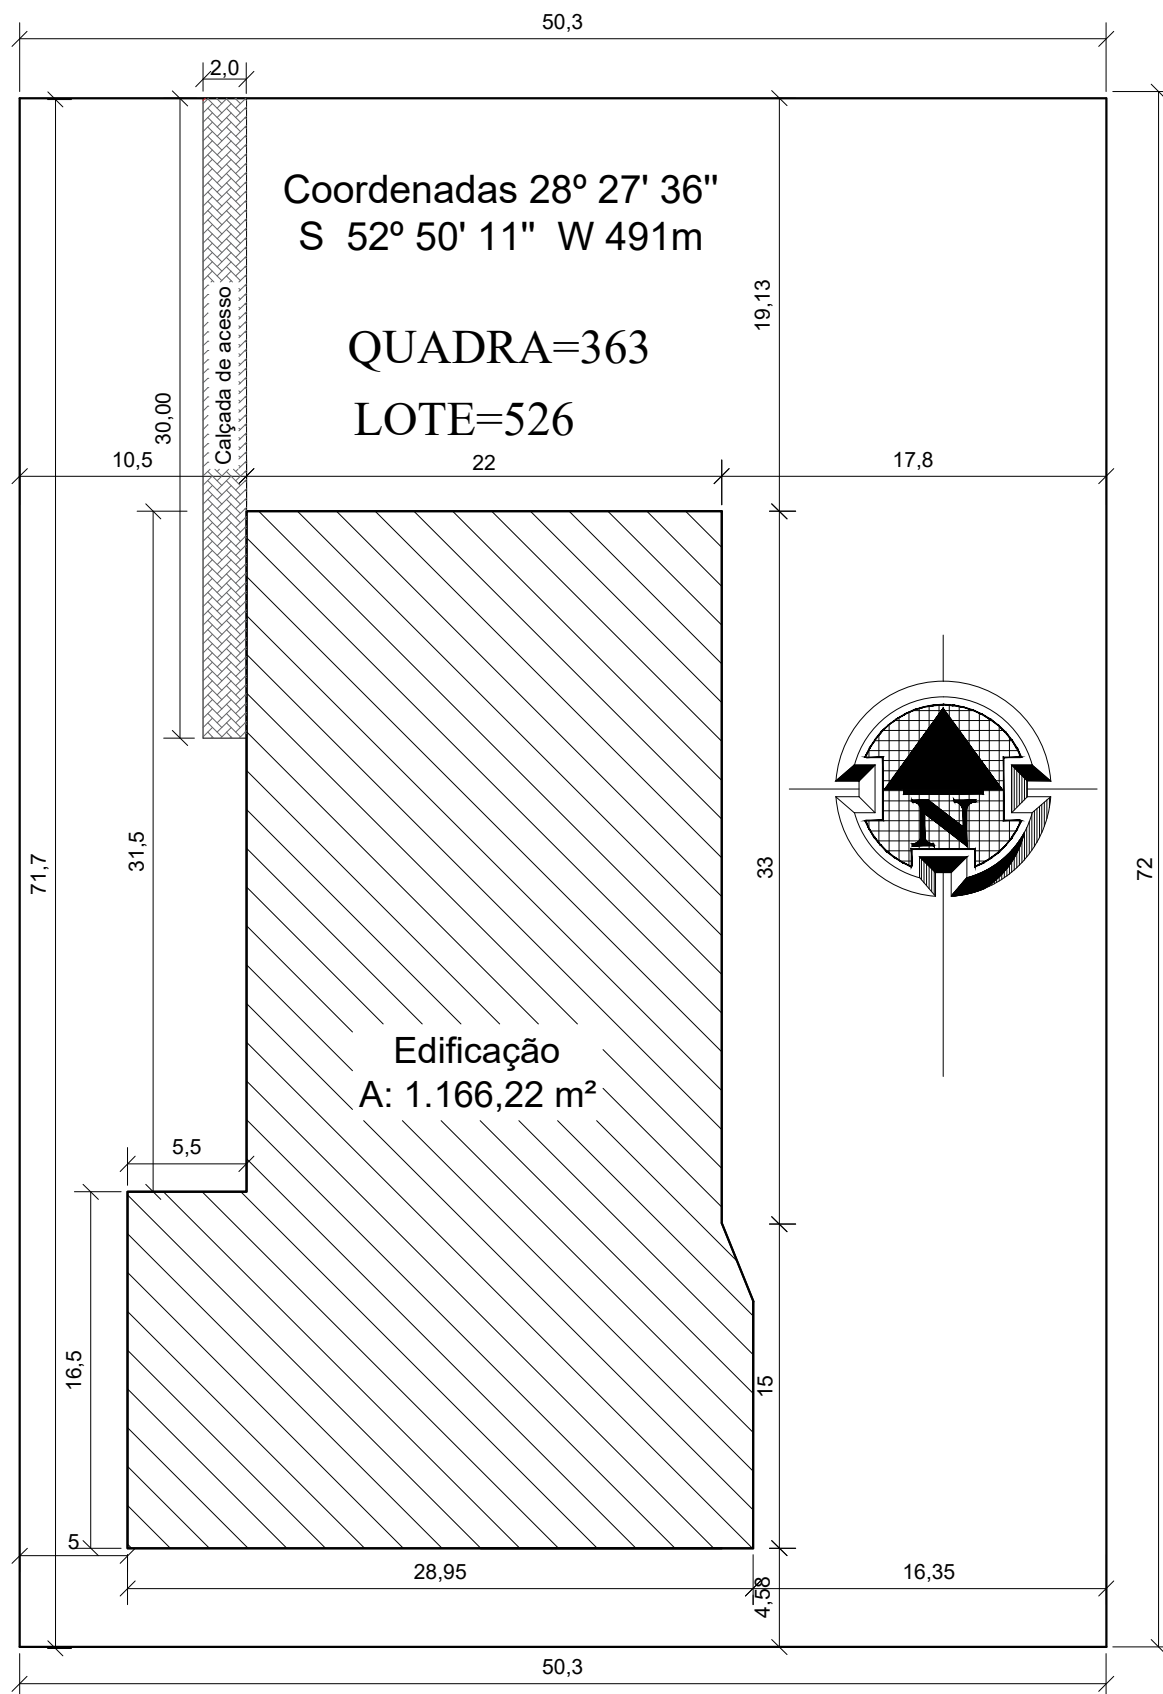 50,3
2,0
Coordenadas 28º 27' 36"
S 52º 50' 11" W 491m
19,13
Calçada de acesso
QUADRA=363
30,00
LOTE=526
10,5
22
17,8
N
31,5
33
71,7
72
Edificação
A: 1.166,22 m²
5,5
16,5
15
5
28,95
4,58
16,35
50,3